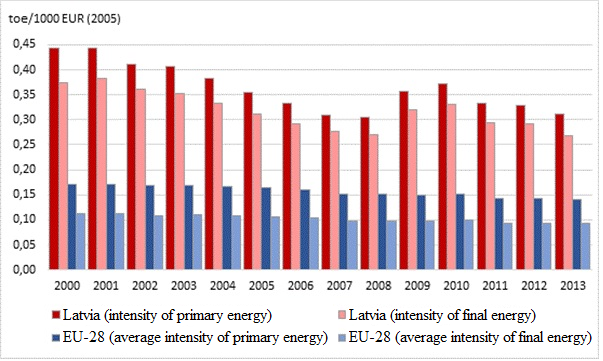 toe/1000 EUR (2005)
0,45
0,40
0,35
0,30
0,25
0,20
0,15
0,10
0,05
0,00
2000 2001 2002 2003 2004 2005 2006 2007 2008 2009 2010 2011 2012 2013
Latvia (intensity of primary energy) Latvia (intensity of final energy)
EU-28 (average intensity of primary energy) EU-28 (average intensity of final energy)